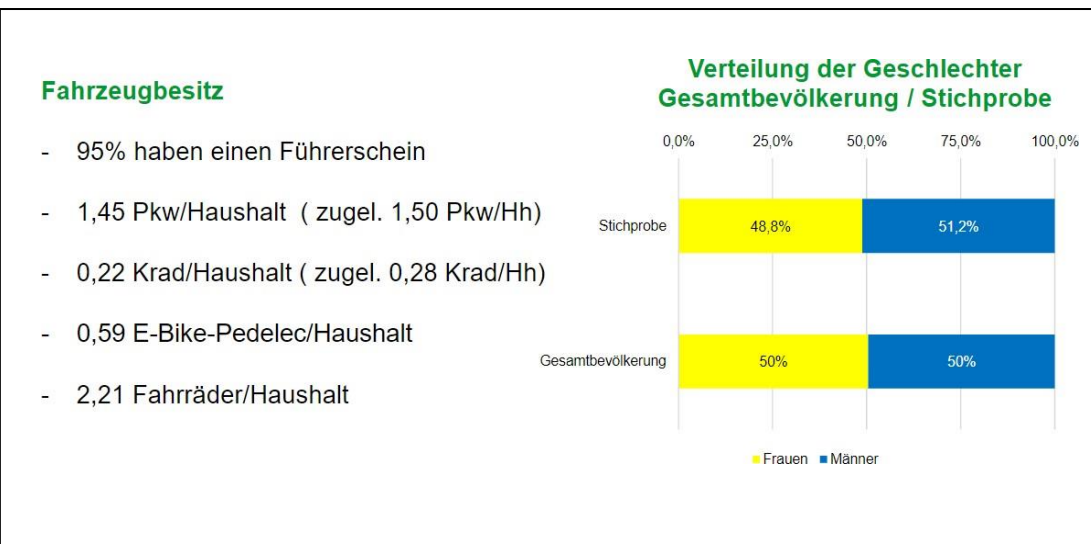 Fahrzeugbesitz
- 95% haben einen Führerschein
- 1,45 Pkw/Haushalt ( zugel. 1,50 Pkw/Hh)
- 0,22 Krad/Haushalt ( zugel. 0,28 Krad/Hh)
- 0,59 E-Bike-Pedelec/Haushalt
- 2,21 Fahrräder/Haushalt
Verteilung der Geschlechter
Gesamtbevölkerung / Stichprobe
0,0% 25,0% 50,0% 75,0% 100,0%
Stichprobe 48,8% 51,2%
Gesamtbevölkerung 50% 50%
Frauen Männer